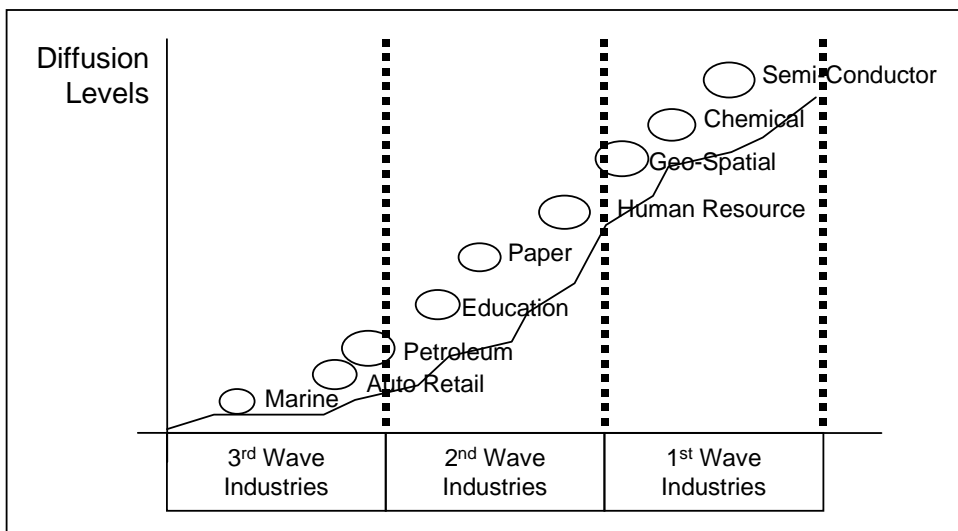 Diffusion
Levels
Semi-Conductor
Chemical
Geo-Spatial
Human Resource
Paper
Education
Petroleum
Auto Retail
Marine
3rd Wave
Industries
2nd Wave
Industries
1st Wave
Industries